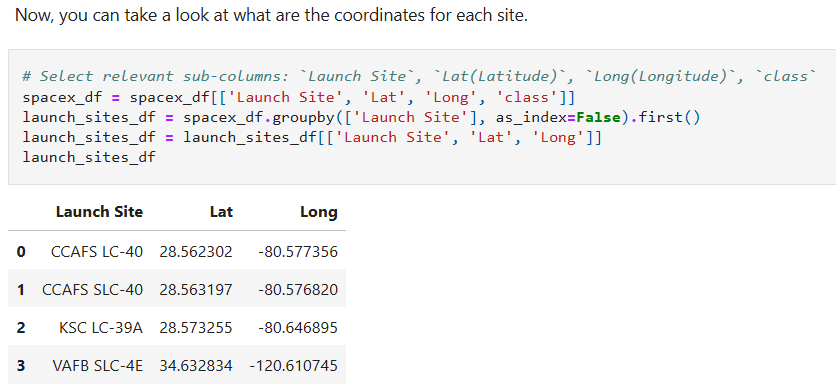 Now, you can take a look at what are the coordinates for each site.
# Select relevant sub-columns: `Launch Site`, `Lat(Latitude)`, `Long(Longitude)`, `class`
spacex_df = spacex_df[['Launch Site', 'Lat', 'Long', 'class']]
launch_sites_df = spacex_df.groupby(['Launch Site'], as_index=False).first()
launch_sites_df = launch_sites_df[['Launch Site', 'Lat', 'Long']]
launch_sites_df
Launch Site Lat Long
0 CCAFS LC-40 28.562302 -80.577356
1 CCAFS SLC-40 28.563197 -80.576820
2 KSC LC-39A 28.573255 -80.646895
3 VAFB SLC-4E 34.632834 -120.610745